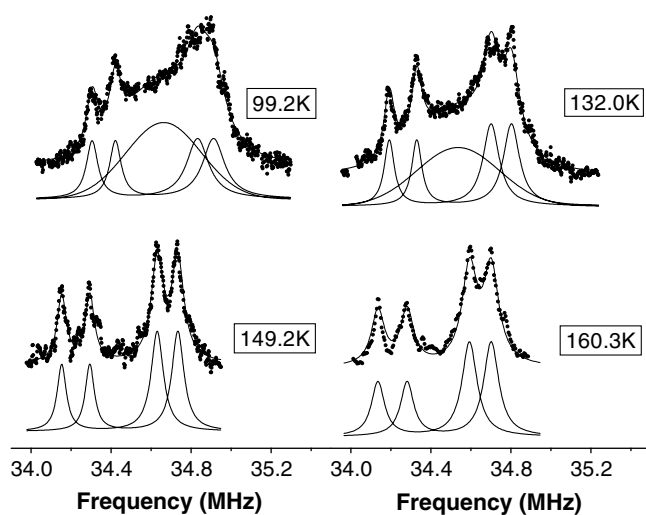 99.2K
132.0K
149.2K
160.3K
34.0 34.4 34.8 35.2
34.0 34.4 34.8 35.2
Frequency (MHz)
Frequency (MHz)